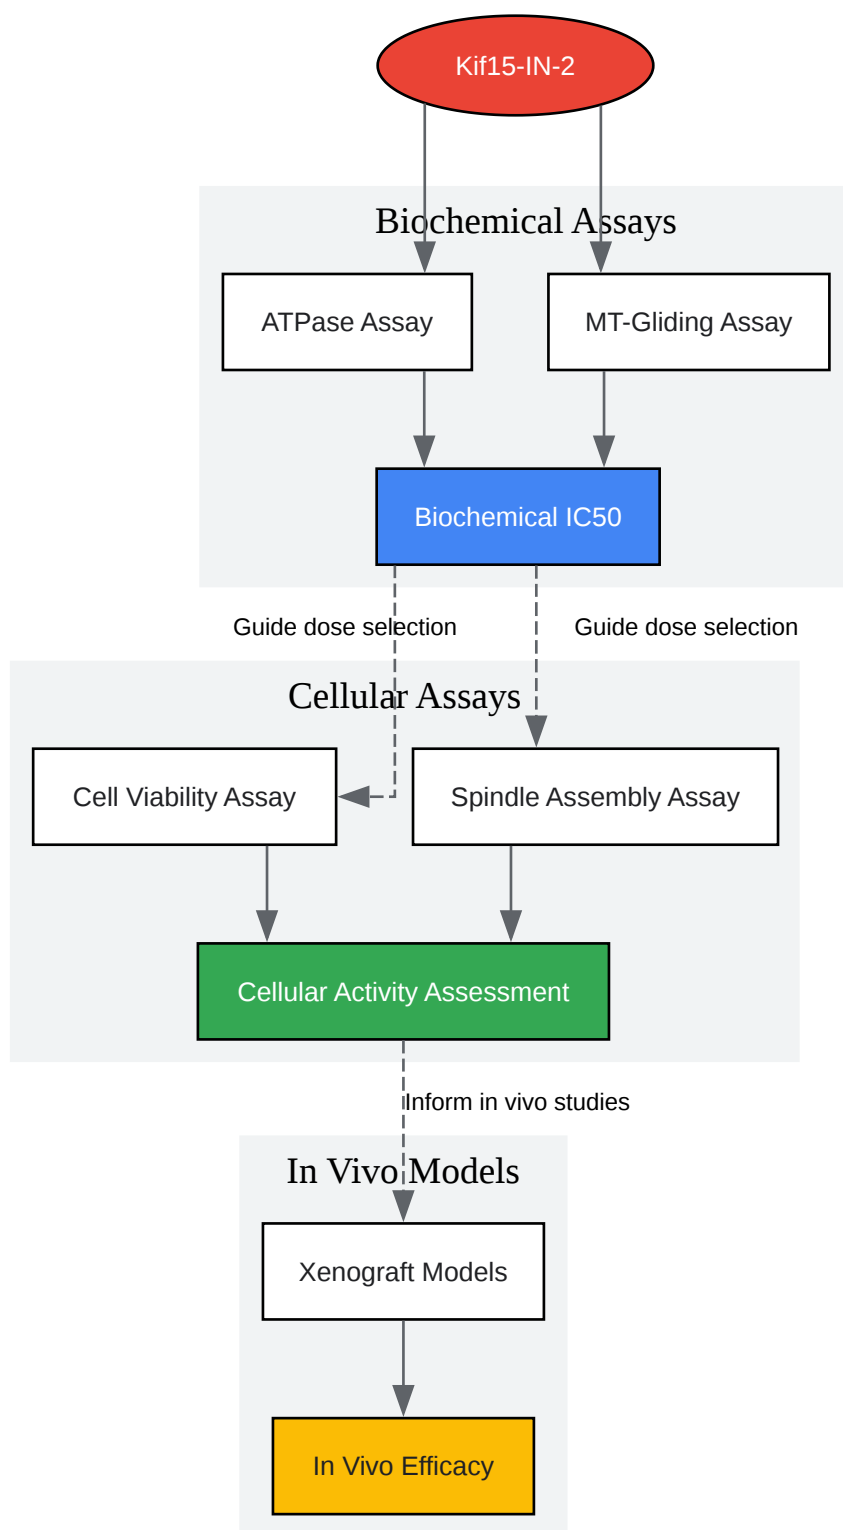 Kif15-IN-2
Biochemical Assays
ATPase Assay
MT-Gliding Assay
Biochemical IC50
Guide dose selection
Guide dose selection
Cellular Assays
Cell Viability Assay
Spindle Assembly Assay
Cellular Activity Assessment
Inform in vivo studies
In Vivo Models
Xenograft Models
In Vivo Efficacy